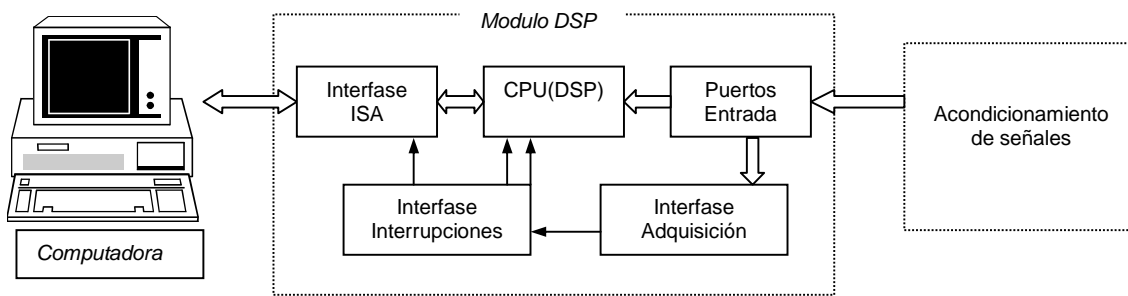 Modulo DSP
Interfase
ISA
CPU(DSP)
Puertos
Entrada
Acondicionamiento
de señales
Interfase
Interrupciones
Interfase
Adquisición
Computadora